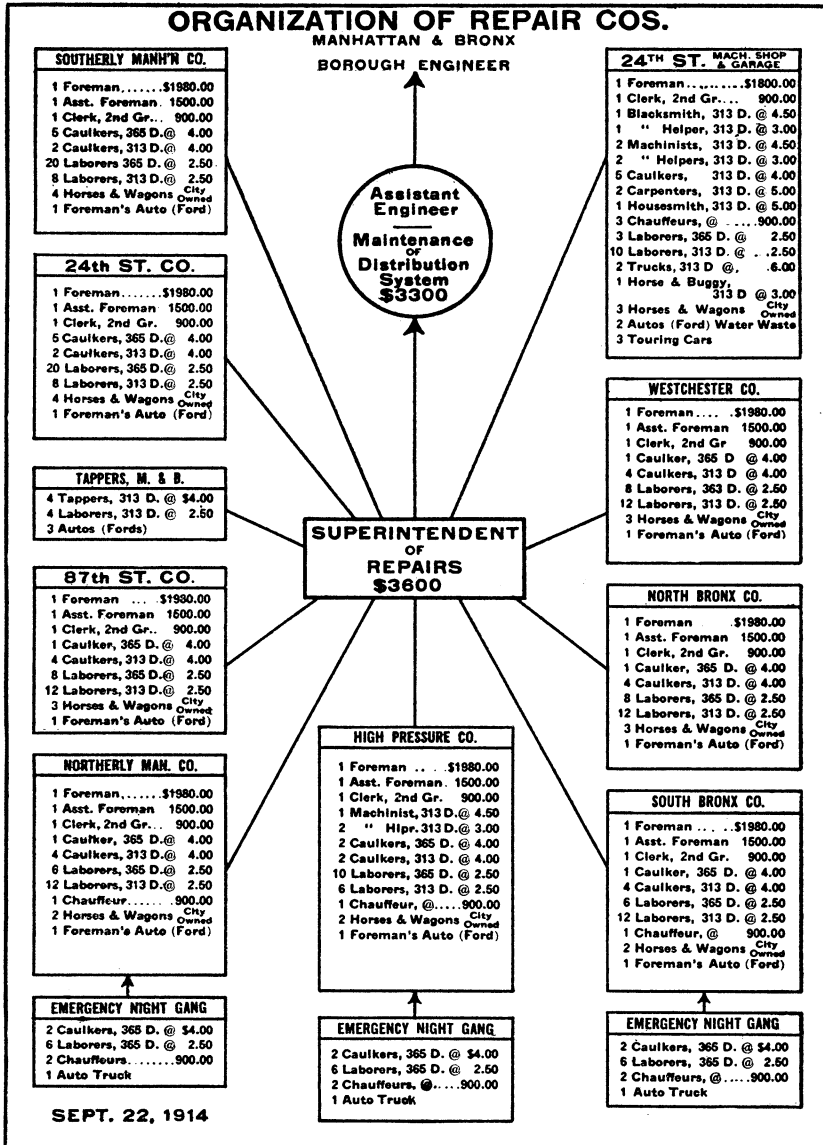 ORGANIZATION OF REPAIR COS.
MANHATTAN & BRONX
BOROUGH ENGINEER
Assistant
Engineer
Maintenance
OF
Distribution
System
$3300
SUPERINTENDENT
OF
REPAIRS
$3600
SOUTHERLY MANH'N CO.
1 Foreman.......$1980.00
1 Asst. Foreman 1500.00
1 Clerk, 2nd Gr... 900.00
5 Caulkers, 365 D.@ 4.00
2 Caulkers, 313 D.@ 4.00
20 Laborers 365 D.@ 2.50
8 Laborers, 313 D.@ 2.50
4 Horses & Wagons City Owned
1 Foreman's Auto (Ford)
24th ST. CO.
1 Foreman.......$1980.00
1 Asst. Foreman 1500.00
1 Clerk, 2nd Gr. 900.00
5 Caulkers, 365 D.@ 4.00
2 Caulkers, 313 D.@ 4.00
20 Laborers, 365 D.@ 2.50
8 Laborers, 313 D.@ 2.50
4 Horses & Wagons City Owned
1 Foreman's Auto (Ford)
TAPPERS, M. & B.
4 Tappers, 313 D. @ $4.00
4 Laborers, 313 D. @ 2.50
3 Autos (Fords)
87th ST. CO.
1 Foreman ... .$1980.00
1 Asst. Foreman 1500.00
1 Clerk, 2nd Gr.. 900.00
1 Caulker, 365 D.@ 4.00
4 Caulkers, 313 D.@ 4.00
8 Laborers, 365 D.@ 2.50
12 Laborers, 313 D.@ 2.50
3 Horses & Wagons City Owned
1 Foreman's Auto (Ford)
NORTHERLY MAN. CO.
1 Foreman.......$1980.00
1 Asst. Foreman 1500.00
1 Clerk, 2nd Gr... 900.00
1 Caulker, 365 D.@ 4.00
4 Caulkers, 313 D.@ 4.00
6 Laborers, 365 D.@ 2.50
12 Laborers, 313 D.@ 2.50
1 Chauffeur........900.00
2 Horses & Wagons City Owned
1 Foreman's Auto (Ford)
EMERGENCY NIGHT GANG
2 Caulkers, 365 D. @ $4.00
6 Laborers, 365 D. @ 2.50
2 Chauffeurs........900.00
1 Auto Truck
SEPT. 22, 1914
HIGH PRESSURE CO.
1 Foreman .. . .$1980.00
1 Asst. Foreman. 1500.00
1 Clerk, 2nd Gr. 900.00
1 Machinist, 313 D.@ 4.50
2 " Hlpr. 313 D.@ 3.00
2 Caulkers, 365 D.@ 4.00
2 Caulkers, 313 D.@ 4.00
10 Laborers, 365 D.@ 2.50
6 Laborers, 313 D.@ 2.50
1 Chauffeur, @.....900.00
2 Horses & Wagons City Owned
1 Foreman's Auto (Ford)
EMERGENCY NIGHT GANG
2 Caulkers, 365 D. @ $4.00
6 Laborers, 365 D. @ 2.50
2 Chauffeurs, @.....900.00
1 Auto Truck
24TH ST. MACH. SHOP & GARAGE
1 Foreman..........$1800.00
1 Clerk, 2nd Gr.... 900.00
1 Blacksmith, 313 D. @ 4.50
1 " Helper, 313 D. @ 3.00
2 Machinists, 313 D. @ 4.50
2 " Helpers, 313 D. @ 3.00
5 Caulkers, 313 D. @ 4.00
2 Carpenters, 313 D. @ 5.00
1 Housesmith, 313 D. @ 5.00
3 Chauffeurs, @ .....900.00
3 Laborers, 365 D. @ 2.50
10 Laborers, 313 D. @ ...2.50
2 Trucks, 313 D @, .6.00
1 Horse & Buggy,
313 D @ 3.00
3 Horses & Wagons City Owned
2 Autos (Ford) Water Waste
3 Touring Cars
WESTCHESTER CO.
1 Foreman.... .$1980.00
1 Asst. Foreman 1500.00
1 Clerk, 2nd Gr 900.00
1 Caulker, 365 D @ 4.00
4 Caulkers, 313 D @ 4.00
8 Laborers, 363 D. @ 2.50
12 Laborers, 313 D. @ 2.50
3 Horses & Wagons City Owned
1 Foreman's Auto (Ford)
NORTH BRONX CO.
1 Foreman $1980.00
1 Asst. Foreman 1500.00
1 Clerk, 2nd Gr. 900.00
1 Caulker, 365 D. @ 4.00
4 Caulkers, 313 D. @ 4.00
8 Laborers, 365 D. @ 2.50
12 Laborers, 313 D. @ 2.50
3 Horses & Wagons City Owned
1 Foreman's Auto (Ford)
SOUTH BRONX CO.
1 Foreman .. . ..$1980.00
1 Asst. Foreman 1500.00
1 Clerk, 2nd Gr. 900.00
1 Caulker, 365 D. @ 4.00
4 Caulkers, 313 D. @ 4.00
6 Laborers, 365 D. @ 2.50
12 Laborers, 313 D. @ 2.50
1 Chauffeur, @ 900.00
2 Horses & Wagons City Owned
1 Foreman's Auto (Ford)
EMERGENCY NIGHT GANG
2 Caulkers, 365 D. @ $4.00
6 Laborers, 365 D. @ 2.50
2 Chauffeurs, @.....900.00
1 Auto Truck